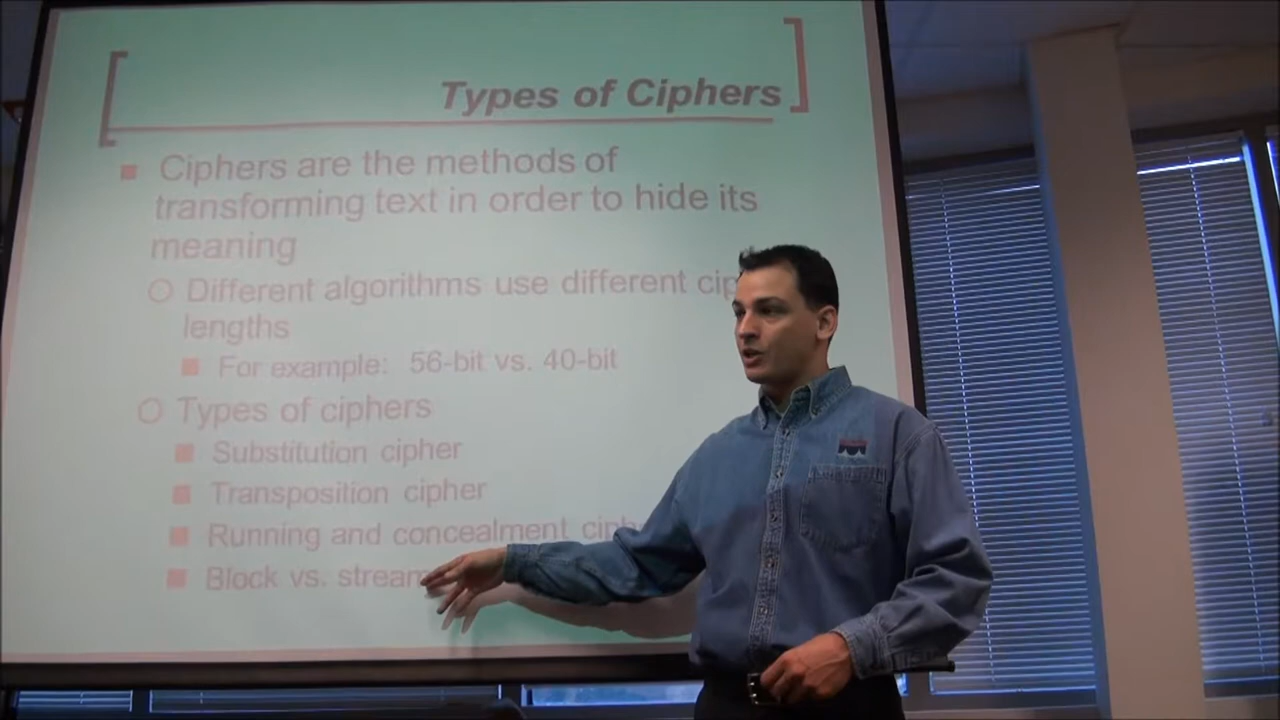 Types of Ciphers
Ciphers are the methods of
transforming text in order to hide its
meaning
Different algorithms use different
lengths
For example: 56-bit vs. 40-bit
Types of ciphers
Substitution cipher
Transposition cipher
Running and concealment
Block vs. stream